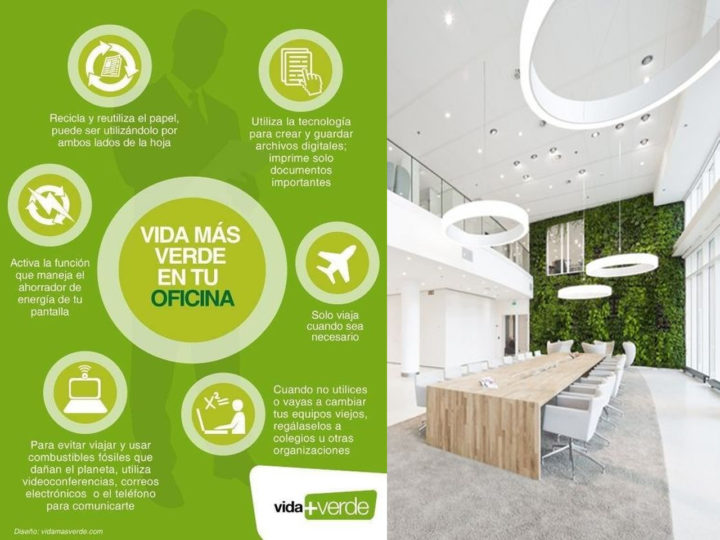 Recicla y reutiliza el papel,
puede ser utilizándolo por
ambos lados de la hoja
Utiliza la tecnología
para crear y guardar
archivos digitales;
imprime solo
documentos
importantes
Activa la función
que maneja el
ahorrador de
energía de tu
pantalla
VIDA MÁS
VERDE
EN TU
OFICINA
Solo viaja
cuando sea
necesario
Para evitar viajar y usar
combustibles fósiles que
dañan el planeta, utiliza
videoconferencias, correos
electrónicos o el teléfono
para comunicarte
x²=
Cuando no utilices
o vayas a cambiar
tus equipos viejos,
regálaselos a
colegios u otras
organizaciones
vida+verde
Diseño: vidamasverde.com